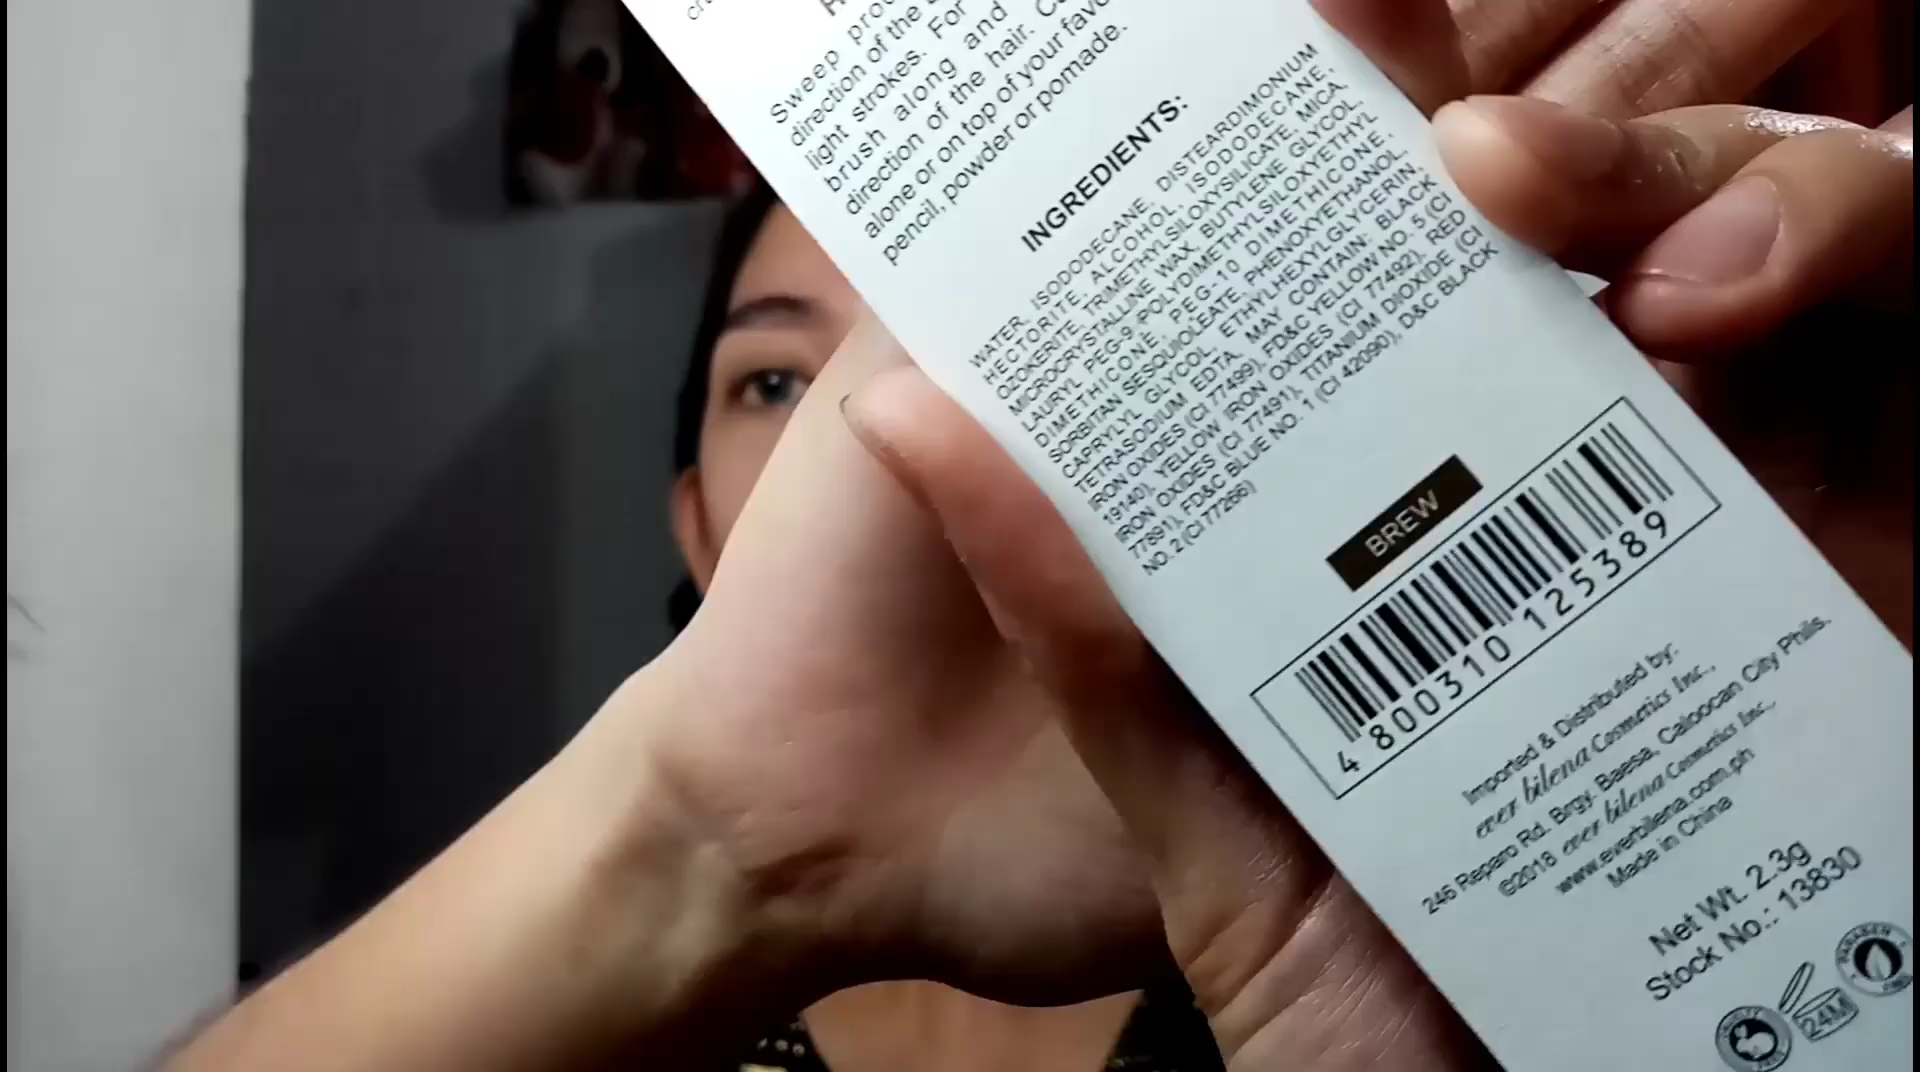 Sweep
direction of the
light strokes. For
brush along and
direction of the hair.
alone or on top of your
pencil, powder or pomade.
INGREDIENTS:
WATER, ISODODECANE, DISTEARDIMONIUM
HECTORITE, ALCOHOL, ISODODECANE,
OZOKERITE, TRIMETHYLSILOXYSILICATE, MICA,
MICROCRYSTALLINE WAX, BUTYLENE GLYCOL,
LAURYL PEG-9 POLYDIMETHYLSILOXYETHYL
DIMETHICONE, PEG-10 DIMETHICONE,
SORBITAN SESQUIOLEATE, PHENOXYETHANOL,
CAPRYLYL GLYCOL, ETHYLHEXYLGLYCERIN,
TETRASODIUM EDTA, MAY CONTAIN: BLACK
IRON OXIDES (CI 77499), FD&C YELLOW NO. 5 (CI
19140), YELLOW IRON OXIDES (CI 77492), RED
IRON OXIDES (CI 77491), TITANIUM DIOXIDE (CI
77891), FD&C BLUE NO. 1 (CI 42090), D&C BLACK
NO. 2 (CI 77266)
BREW
4 800310 125389
Imported & Distributed by:
ever bilena Cosmetics Inc.,
246 Reparo Rd. Brgy. Baesa, Caloocan City Phils.
©2018 ever bilena Cosmetics Inc.,
www.everbilena.com.ph
Made in China
Net Wt. 2.3g
Stock No.: 13830
PARABEN
24M